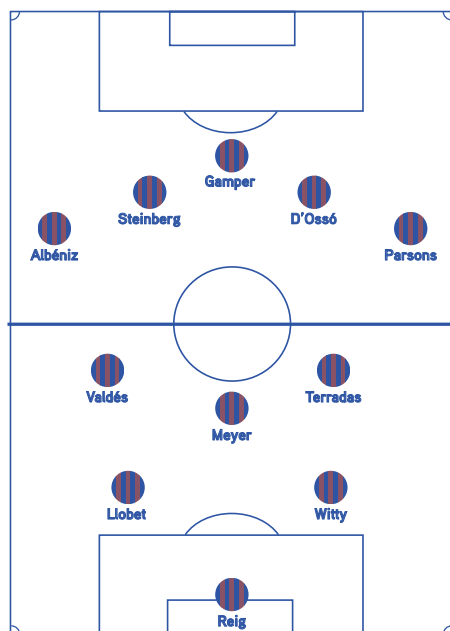 Gamper
Steinberg
D'Ossó
Albéniz
Parsons
Valdés
Terradas
Meyer
Llobet
Witty
Reig